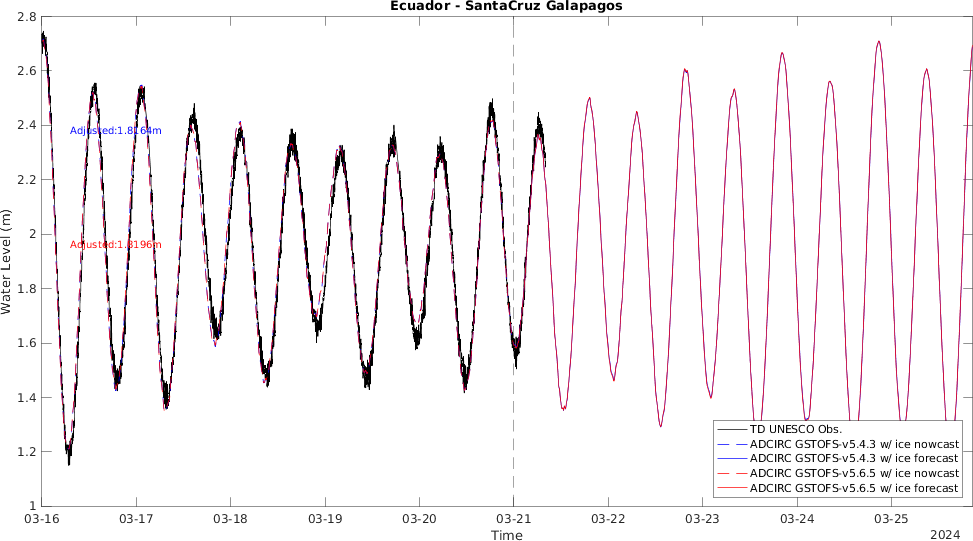 Ecuador - SantaCruz Galapagos
2.8
2.6
2.4
2.2
2
1.8
1.6
1.4
1.2
1
Water Level (m)
Adjusted:1.8164m
Adjusted:1.8196m
TD UNESCO Obs.
ADCIRC GSTOFS-v5.4.3 w/ ice nowcast
ADCIRC GSTOFS-v5.4.3 w/ ice forecast
ADCIRC GSTOFS-v5.6.5 w/ ice nowcast
ADCIRC GSTOFS-v5.6.5 w/ ice forecast
03-16 03-17 03-18 03-19 03-20 03-21 03-22 03-23 03-24 03-25
Time
2024